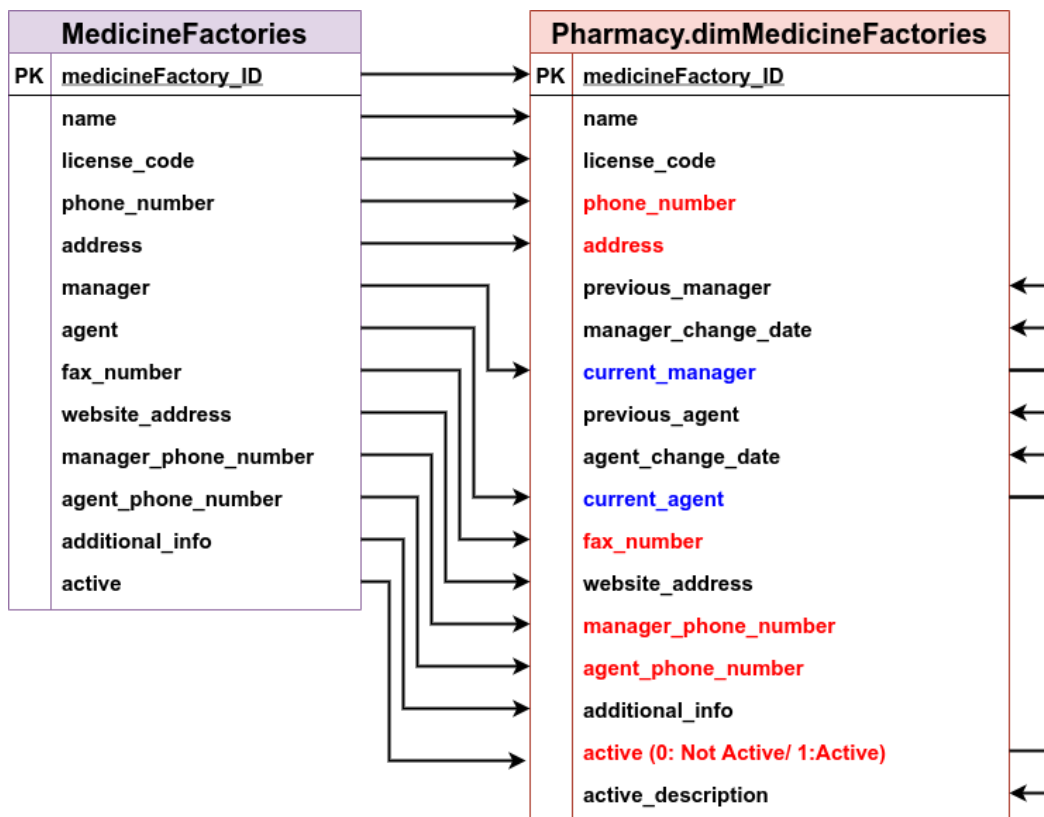 MedicineFactories
PK medicineFactory_ID
name
license_code
phone_number
address
manager
agent
fax_number
website_address
manager_phone_number
agent_phone_number
additional_info
active
Pharmacy.dimMedicineFactories
PK medicineFactory_ID
name
license_code
phone_number
address
previous_manager
manager_change_date
current_manager
previous_agent
agent_change_date
current_agent
fax_number
website_address
manager_phone_number
agent_phone_number
additional_info
active (0: Not Active/ 1:Active)
active_description